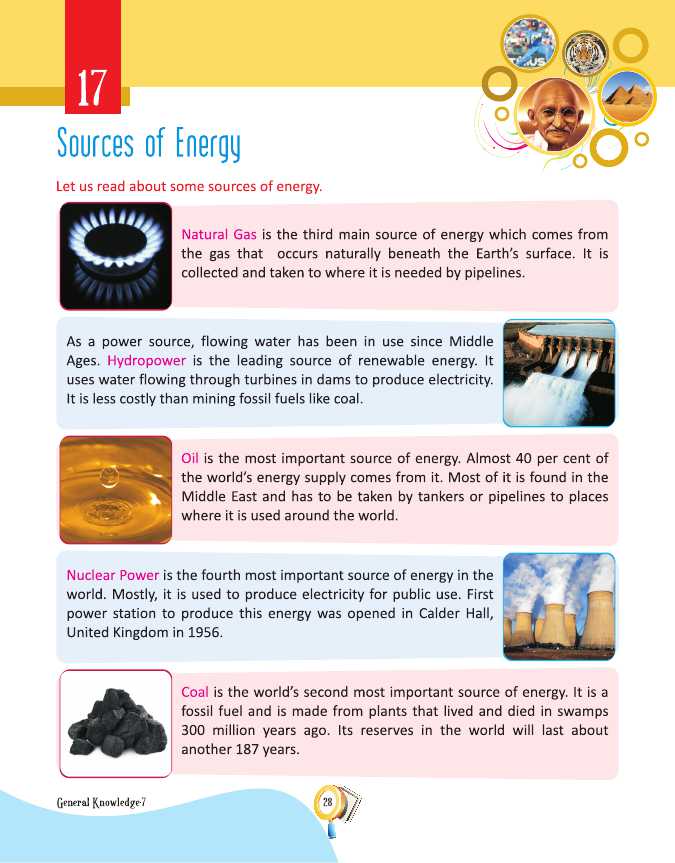 17
Sources of Energy
Let us read about some sources of energy.
Natural Gas is the third main source of energy which comes from
the gas that occurs naturally beneath the Earth's surface. It is
collected and taken to where it is needed by pipelines.
As a power source, flowing water has been in use since Middle
Ages. Hydropower is the leading source of renewable energy. It
uses water flowing through turbines in dams to produce electricity.
It is less costly than mining fossil fuels like coal.
Oil is the most important source of energy. Almost 40 per cent of
the world's energy supply comes from it. Most of it is found in the
Middle East and has to be taken by tankers or pipelines to places
where it is used around the world.
Nuclear Power is the fourth most important source of energy in the
world. Mostly, it is used to produce electricity for public use. First
power station to produce this energy was opened in Calder Hall,
United Kingdom in 1956.
Coal is the world's second most important source of energy. It is a
fossil fuel and is made from plants that lived and died in swamps
300 million years ago. Its reserves in the world will last about
another 187 years.
General Knowledge-7
28